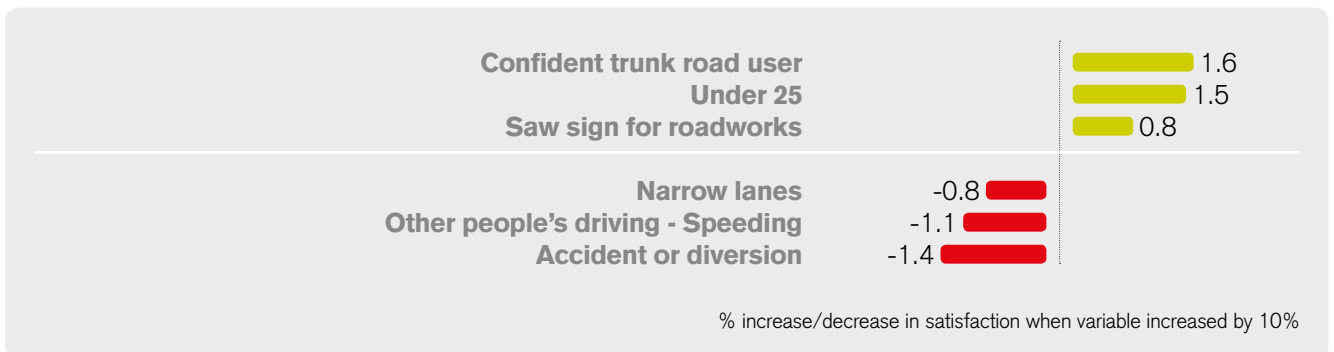 Confident trunk road user 1.6
Under 25 1.5
Saw sign for roadworks 0.8
Narrow lanes -0.8
Other people’s driving - Speeding -1.1
Accident or diversion -1.4
% increase/decrease in satisfaction when variable increased by 10%